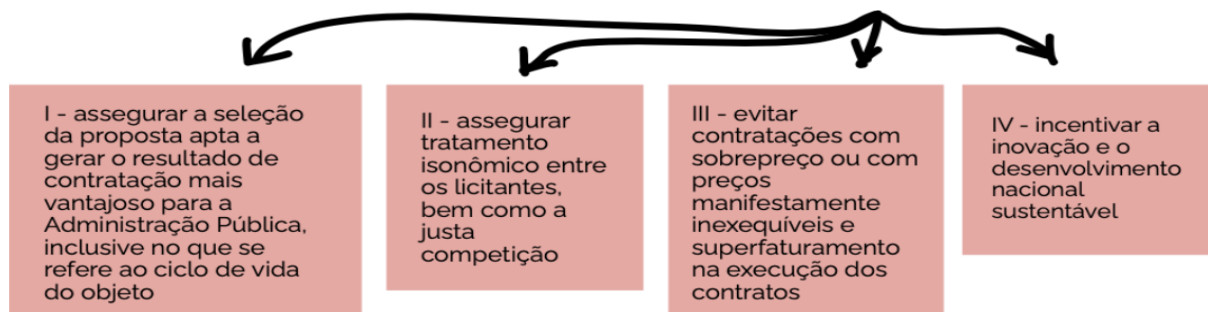 I - assegurar a seleção
da proposta apta a
gerar o resultado de
contratação mais
vantajoso para a
Administração Pública,
inclusive no que se
refere ao ciclo de vida
do objeto
II - assegurar
tratamento
isonômico entre
os licitantes,
bem como a
justa
competição
III - evitar
contratações com
sobrepreço ou com
preços
manifestamente
inexequíveis e
superfaturamento
na execução dos
contratos
IV - incentivar a
inovação e o
desenvolvimento
nacional
sustentável